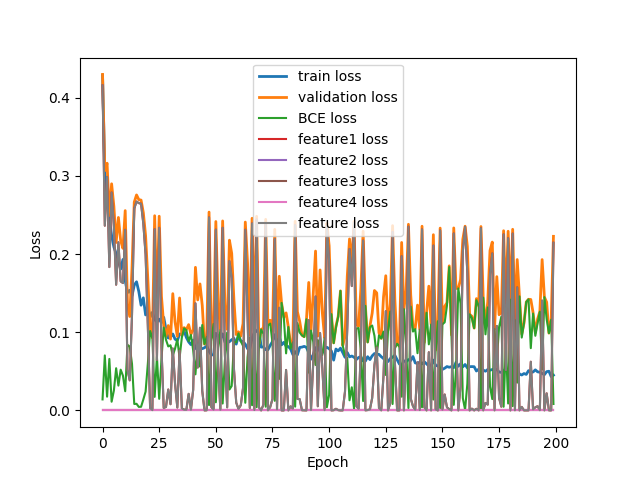 0.4
0.3
0.2
0.1
0.0
Loss
0
25
50
75
100
125
150
175
200
Epoch
train loss
validation loss
BCE loss
feature1 loss
feature2 loss
feature3 loss
feature4 loss
feature loss